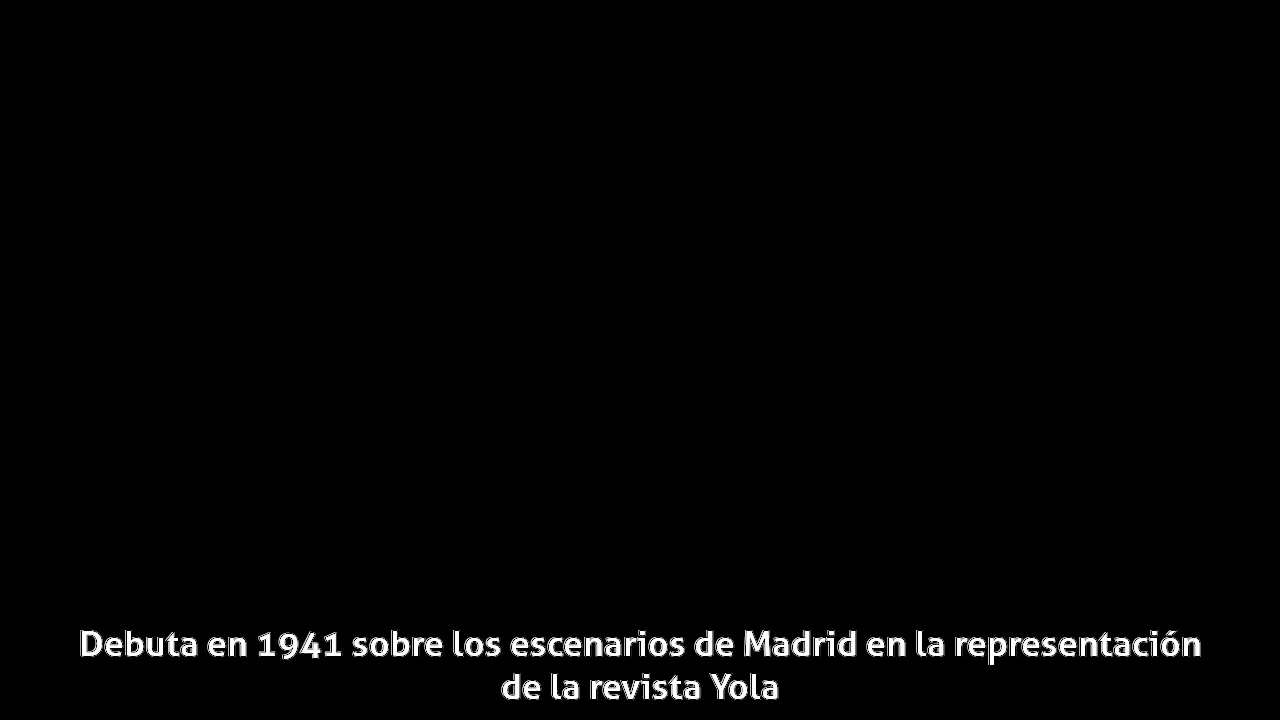 Debuta en 1941 sobre los escenarios de Madrid en la representación
de la revista Yola